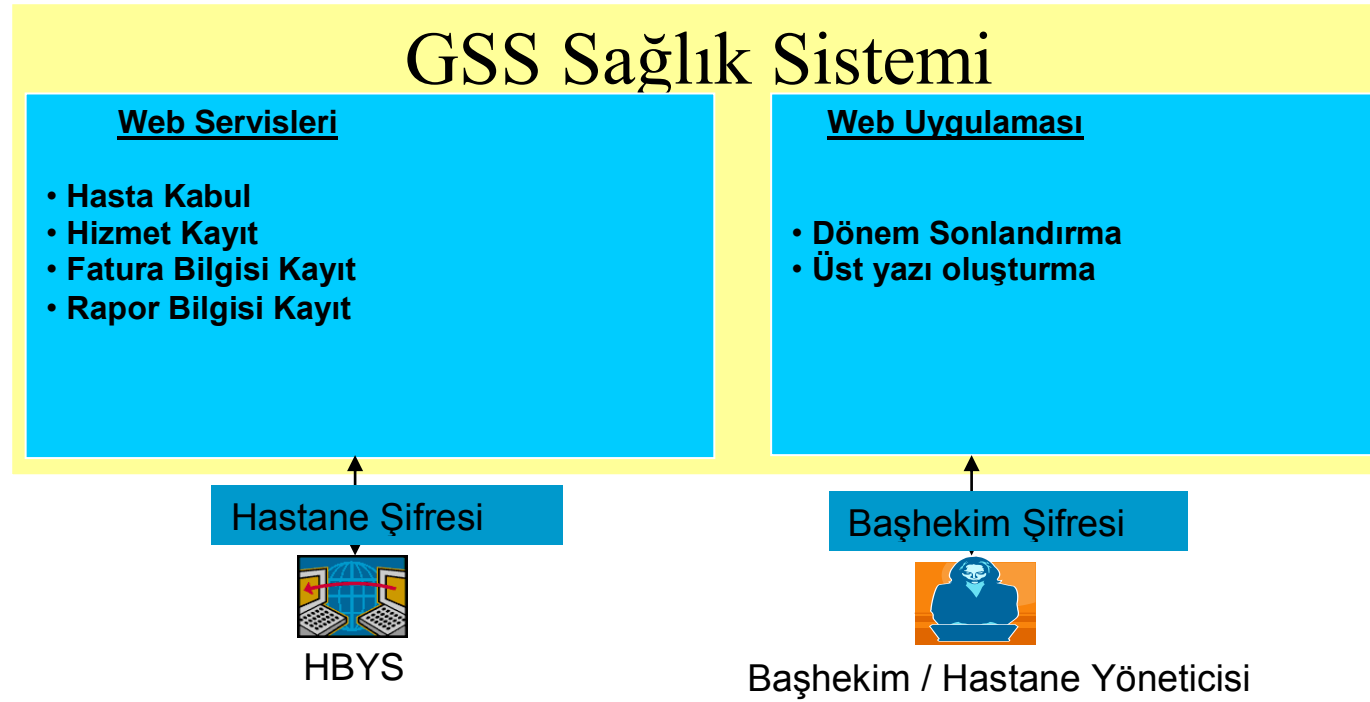 GSS Sağlık Sistemi
Web Servisleri
• Hasta Kabul
• Hizmet Kayıt
• Fatura Bilgisi Kayıt
• Rapor Bilgisi Kayıt
Web Uygulaması
• Dönem Sonlandırma
• Üst yazı oluşturma
Hastane Şifresi
HBYS
Başhekim Şifresi
Başhekim / Hastane Yöneticisi